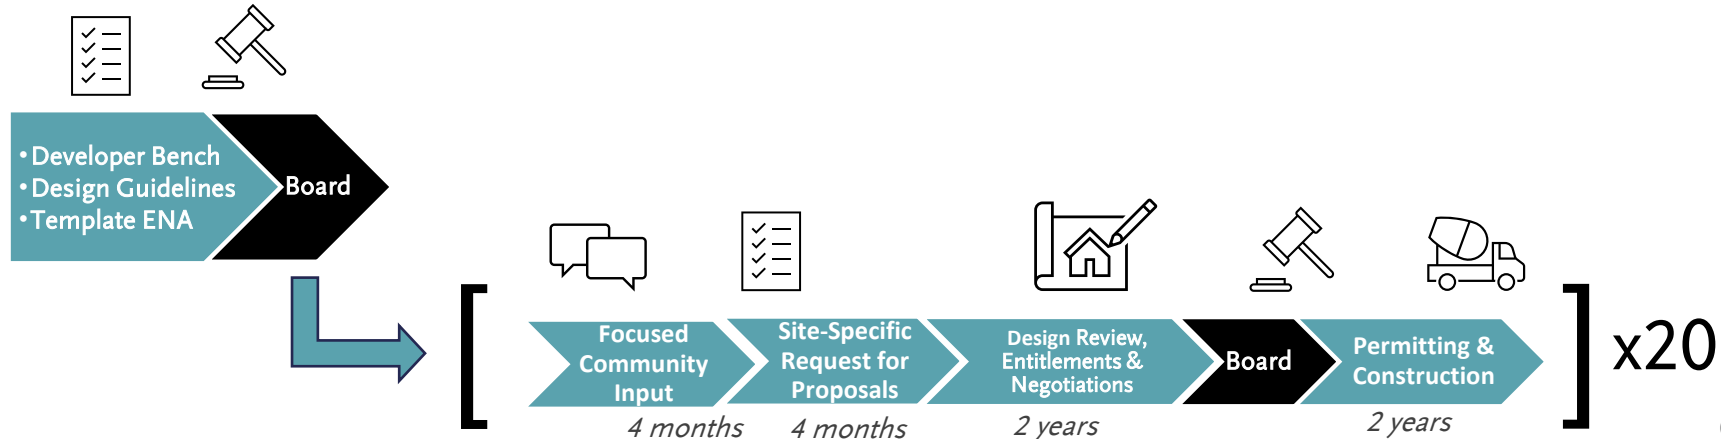 •Developer Bench
•Design Guidelines
•Template ENA
Board
Focused
Community
Input
4 months
Site-Specific
Request for
Proposals
4 months
Design Review,
Entitlements &
Negotiations
2 years
Board
Permitting &
Construction
2 years
x20